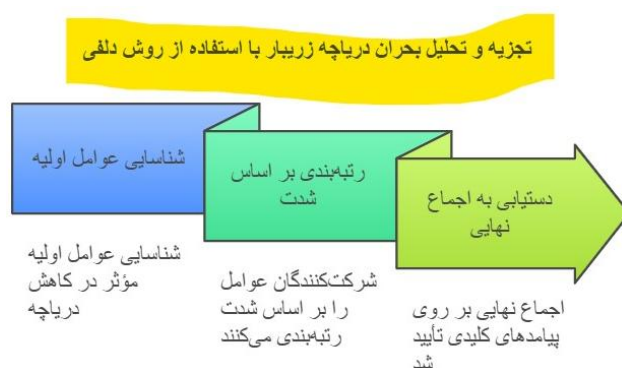 تجزیه و تحلیل بحران دریاچه زریبار با استفاده از روش دلفی
شناسایی عوامل اولیه
رتبه‌بندی بر اساس
شدت
دستیابی به اجماع
نهایی
شناسایی عوامل اولیه
مؤثر در کاهش
دریاچه
شرکت‌کنندگان عوامل
را بر اساس شدت
رتبه‌بندی می‌کنند
اجماع نهایی بر روی
پیامدهای کلیدی تأیید
شد